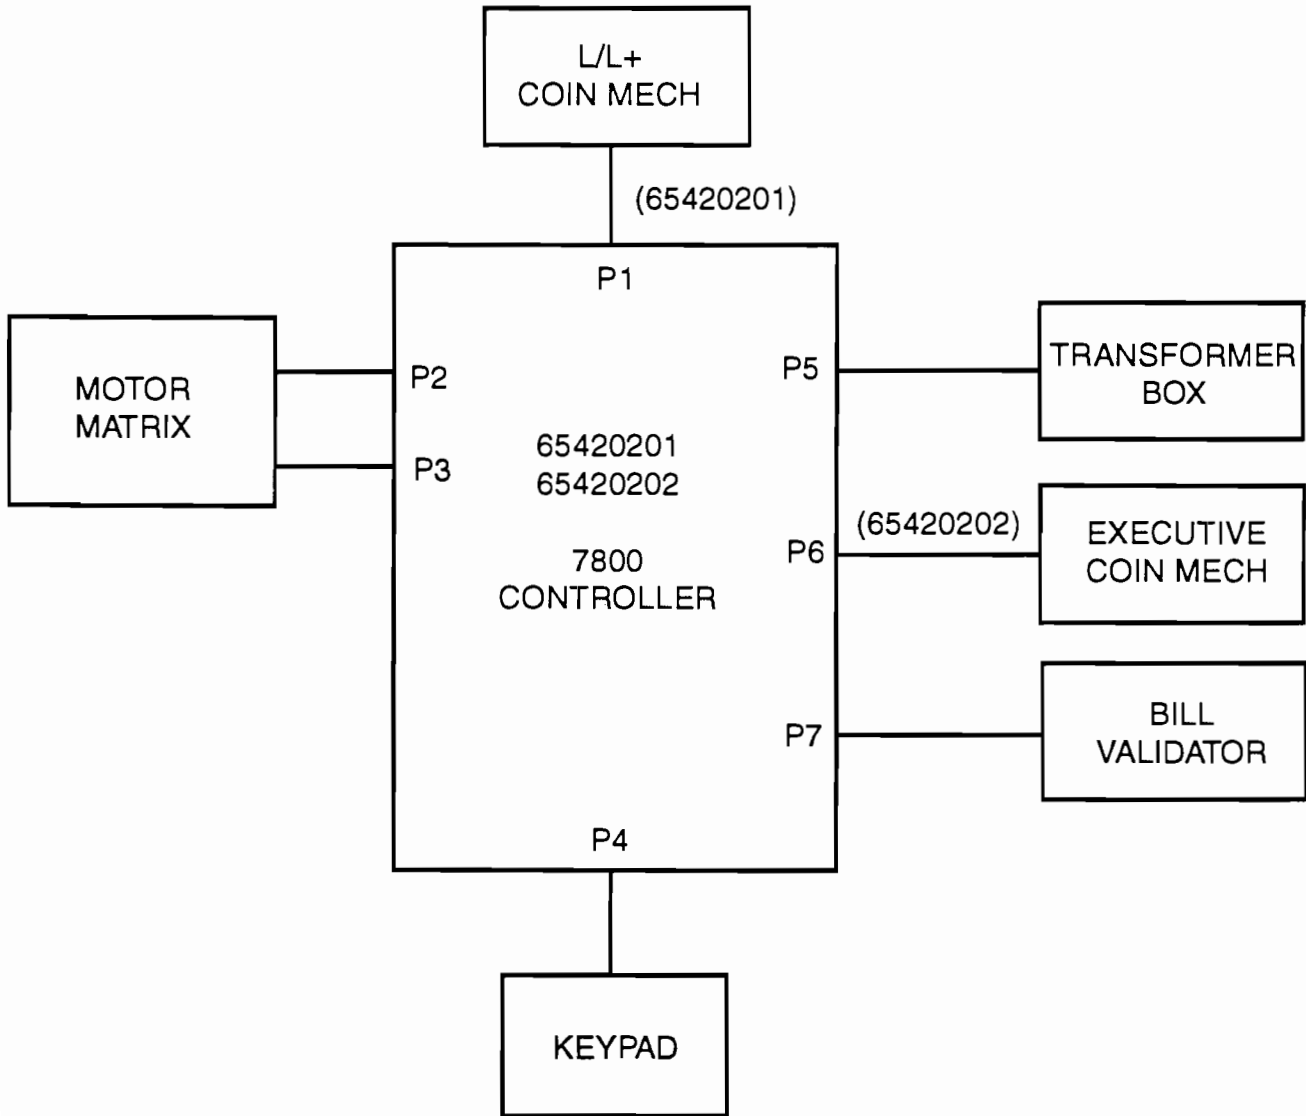 L/L+
COIN MECH
(65420201)
P1
MOTOR
MATRIX
P2
P3
65420201
65420202
7800
CONTROLLER
P5
TRANSFORMER
BOX
P6
(65420202)
EXECUTIVE
COIN MECH
P7
BILL
VALIDATOR
P4
KEYPAD